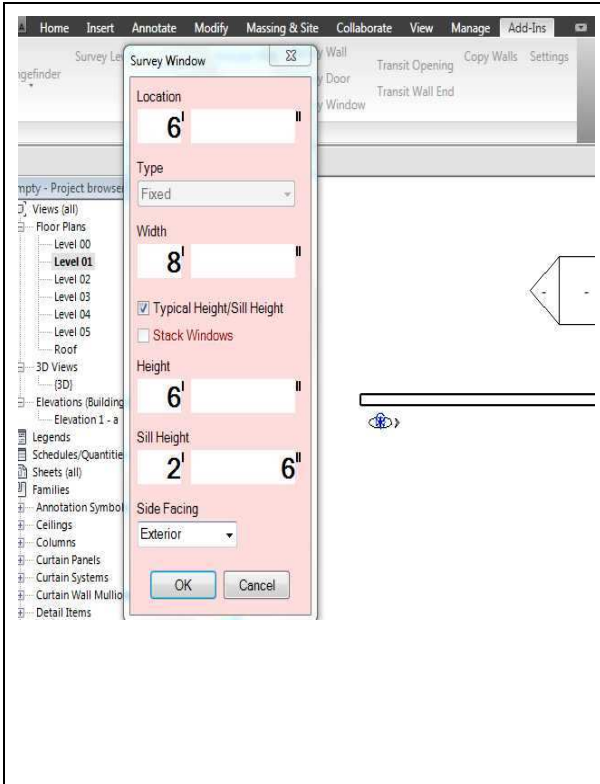 Home Insert Annotate Modify Massing & Site Collaborate View Manage Add-Ins
Survey Wall
Transit Opening Copy Walls Settings
Door
Transit Wall End
Window
Survey Window
Location
6' "
Type
Fixed
Width
8' "
Typical Height/Sill Height
Stack Windows
Height
6' "
Sill Height
2' 6"
Side Facing
Exterior
OK Cancel
Project browser
Views (all)
Floor Plans
Level 00
Level 01
Level 02
Level 03
Level 04
Level 05
Roof
3D Views
{3D}
Elevations (Building
Elevation 1 - a
Legends
Schedules/Quantitie
Sheets (all)
Families
Annotation Symbol
Ceilings
Columns
Curtain Panels
Curtain Systems
Curtain Wall Mullio
Detail Items
- -